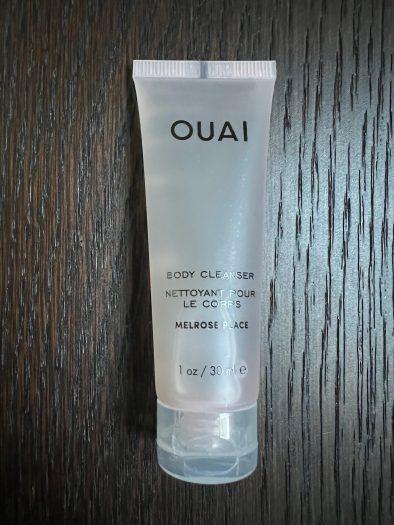 OUAI
BODY CLEANSER
NETTOYANT POUR
LE CORPS
MELROSE PLACE
1 oz / 30 ml ℮